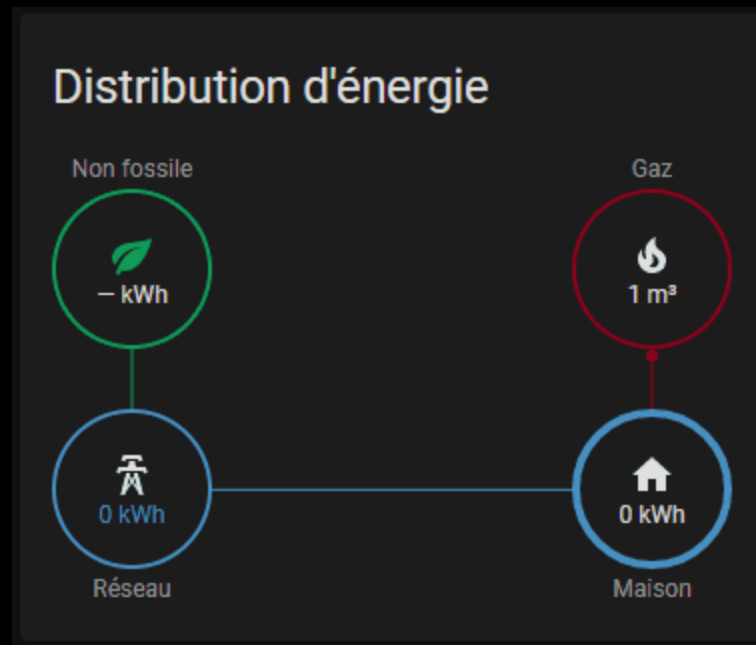 Distribution d'énergie
Non fossile
Gaz
– kWh
1 m³
0 kWh
0 kWh
Réseau
Maison